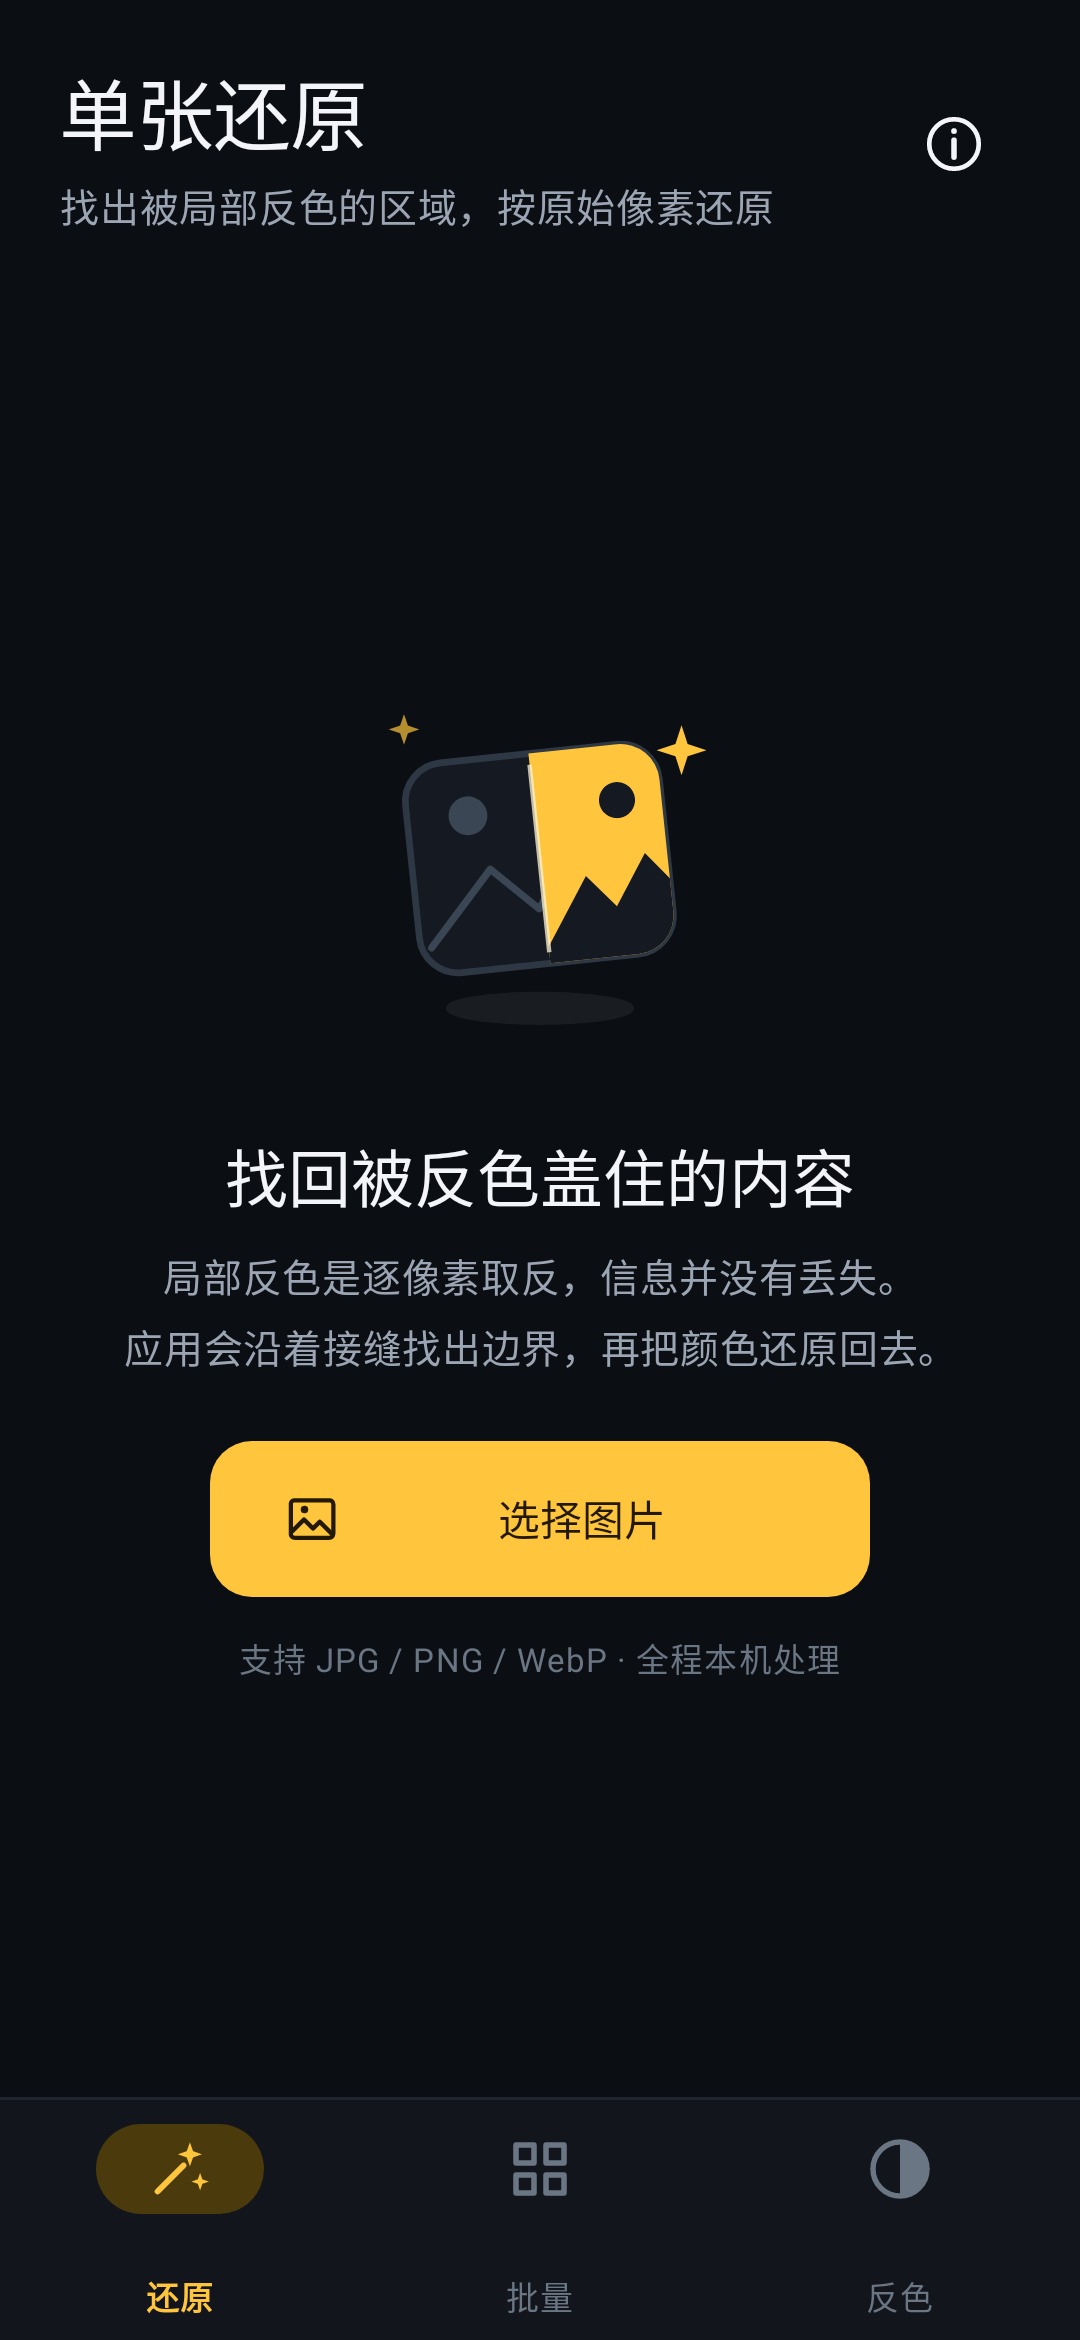 单张还原
找出被局部反色的区域，按原始像素还原
找回被反色盖住的内容
局部反色是逐像素取反，信息并没有丢失。
应用会沿着接缝找出边界，再把颜色还原回去。
选择图片
支持 JPG / PNG / WebP · 全程本机处理
还原
批量
反色